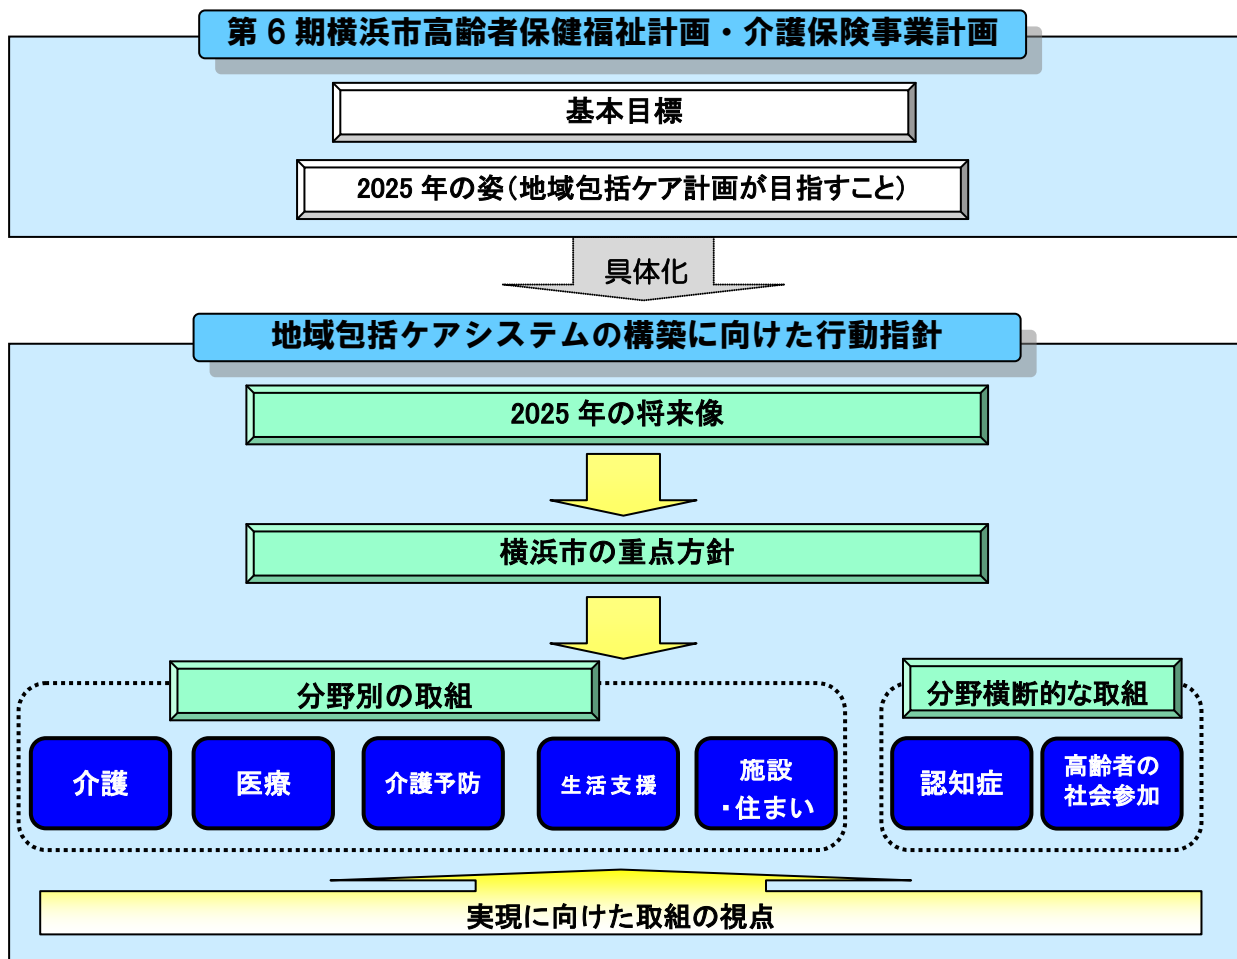 第６期横浜市高齢者保健福祉計画・介護保険事業計画
基本目標
2025 年の姿（地域包括ケア計画が目指すこと）
具体化
地域包括ケアシステムの構築に向けた行動指針
2025 年の将来像
横浜市の重点方針
分野別の取組
介護
医療
介護予防
生活支援
施設
・住まい
分野横断的な取組
認知症
高齢者の
社会参加
実現に向けた取組の視点